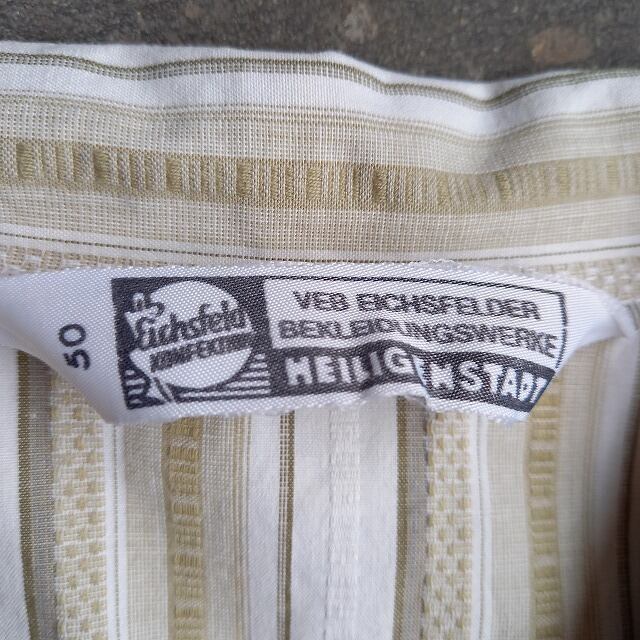 50
Eichsfeld
KONFEKTION
VEB EICHSFELDER
BEKLEIDUNGSWERKE
HEILIGENSTADT